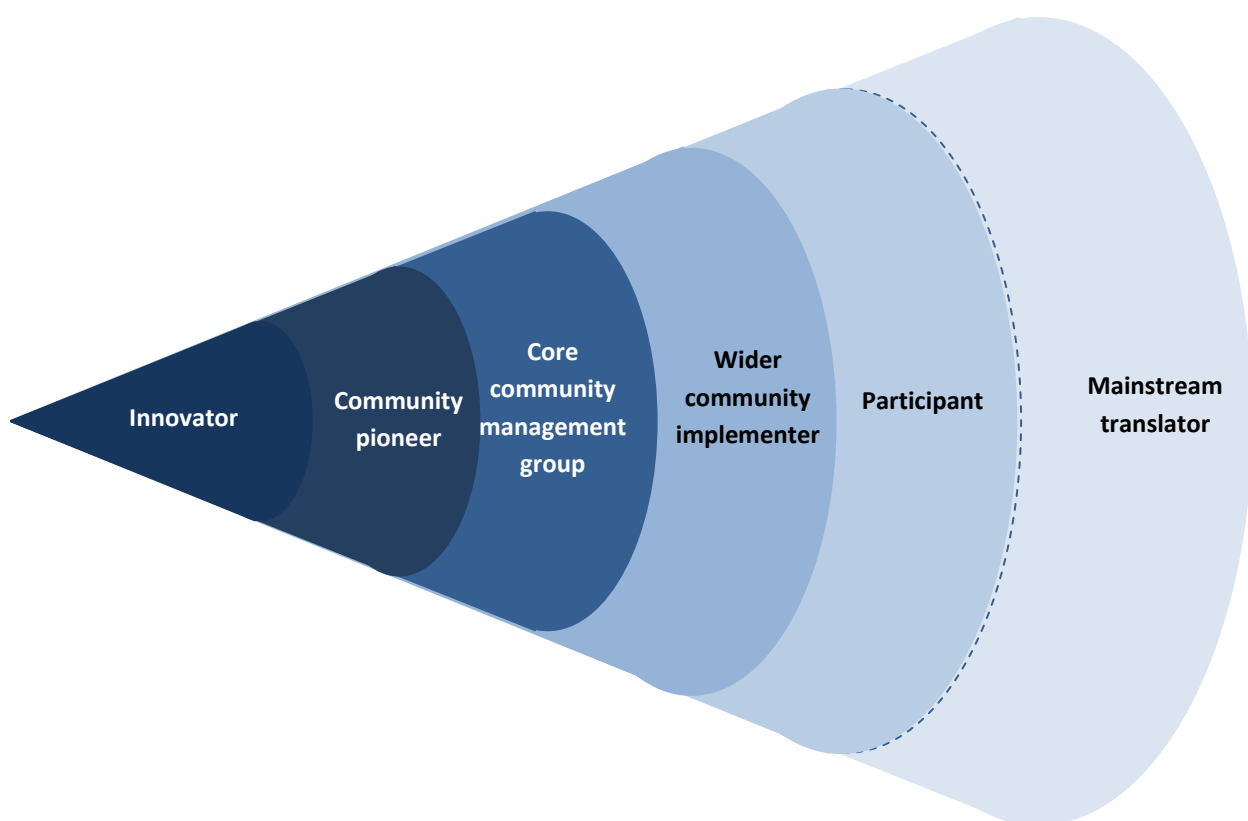 Innovator
Community
pioneer
Core
community
management
group
Wider
community
implementer
Participant
Mainstream
translator